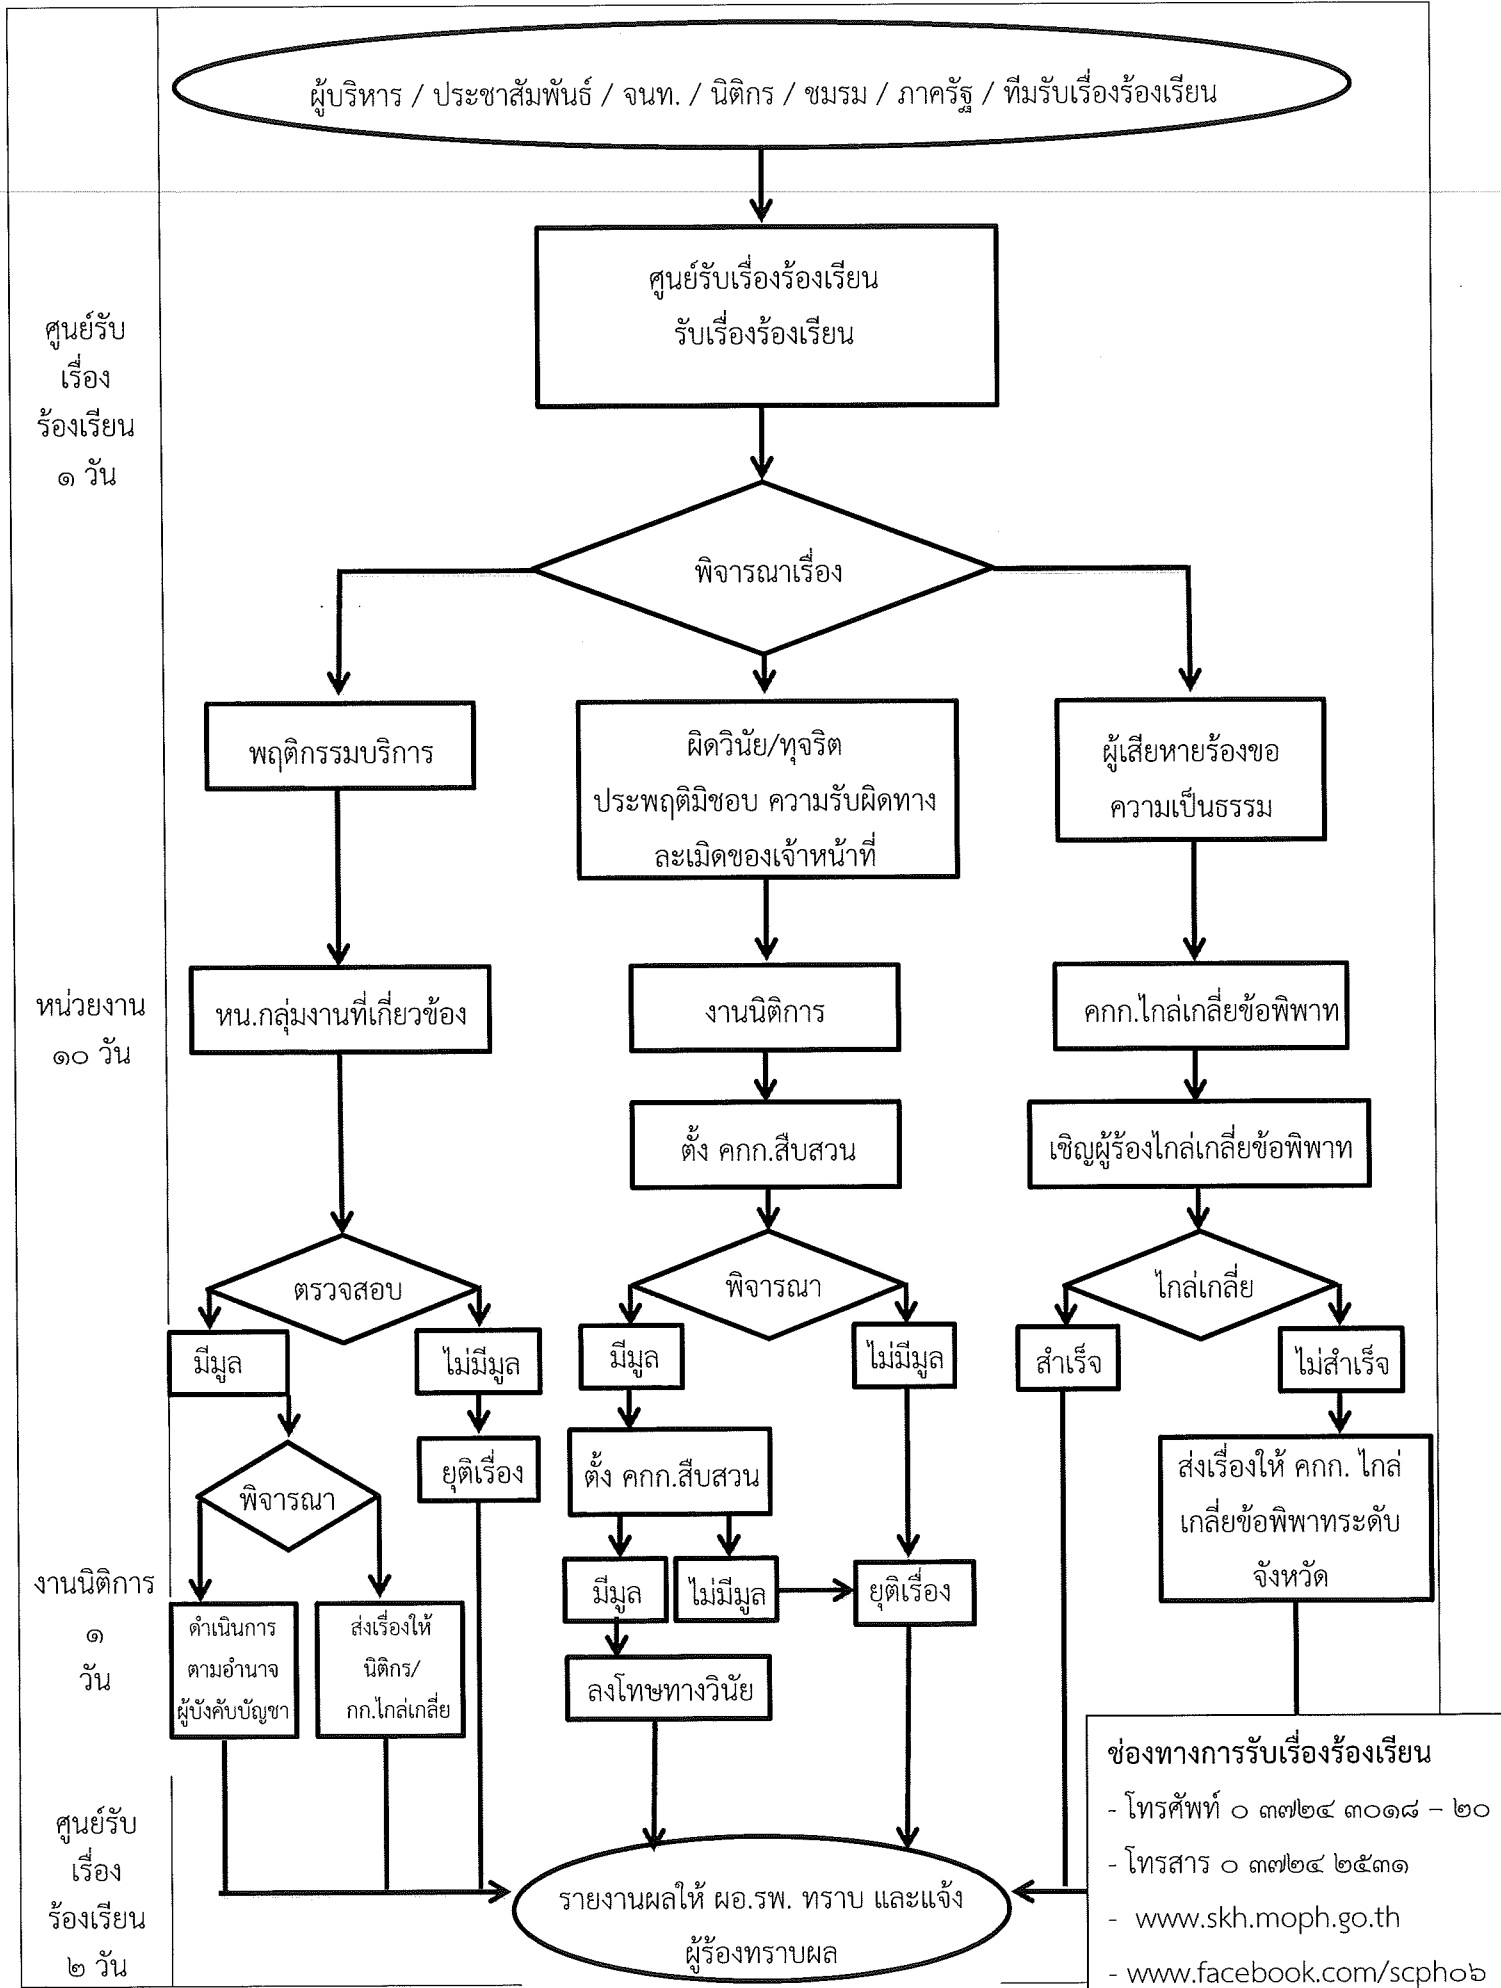 ผู้บริหาร / ประชาสัมพันธ์ / จนท. / นิติกร / ชมรม / ภาครัฐ / ทีมรับเรื่องร้องเรียน
ศูนย์รับเรื่องร้องเรียน
รับเรื่องร้องเรียน
ศูนย์รับ
เรื่อง
ร้องเรียน
๑ วัน
พิจารณาเรื่อง
พฤติกรรมบริการ
ผิดวินัย/ทุจริต
ประพฤติมิชอบ ความรับผิดทาง
ละเมิดของเจ้าหน้าที่
ผู้เสียหายร้องขอ
ความเป็นธรรม
หน่วยงาน
๑๐ วัน
หน.กลุ่มงานที่เกี่ยวข้อง
งานนิติการ
คกก.ไกล่เกลี่ยข้อพิพาท
ตั้ง คกก.สืบสวน
เชิญผู้ร้องไกล่เกลี่ยข้อพิพาท
ตรวจสอบ
พิจารณา
ไกล่เกลี่ย
มีมูล
ไม่มีมูล
มีมูล
ไม่มีมูล
สำเร็จ
ไม่สำเร็จ
พิจารณา
ยุติเรื่อง
ตั้ง คกก.สืบสวน
ส่งเรื่องให้ คกก. ไกล่
เกลี่ยข้อพิพาทระดับ
จังหวัด
งานนิติการ
๑
วัน
ดำเนินการ
ตามอำนาจ
ผู้บังคับบัญชา
ส่งเรื่องให้
นิติกร/
กก.ไกล่เกลี่ย
มีมูล
ไม่มีมูล
ยุติเรื่อง
ลงโทษทางวินัย
ศูนย์รับ
เรื่อง
ร้องเรียน
๒ วัน
รายงานผลให้ ผอ.รพ. ทราบ และแจ้ง
ผู้ร้องทราบผล
ช่องทางการรับเรื่องร้องเรียน
- โทรศัพท์ ๐ ๓๗๒๔ ๓๐๑๘ – ๒๐
- โทรสาร ๐ ๓๗๒๔ ๒๕๓๑
- www.skh.moph.go.th
- www.facebook.com/scph๐๖